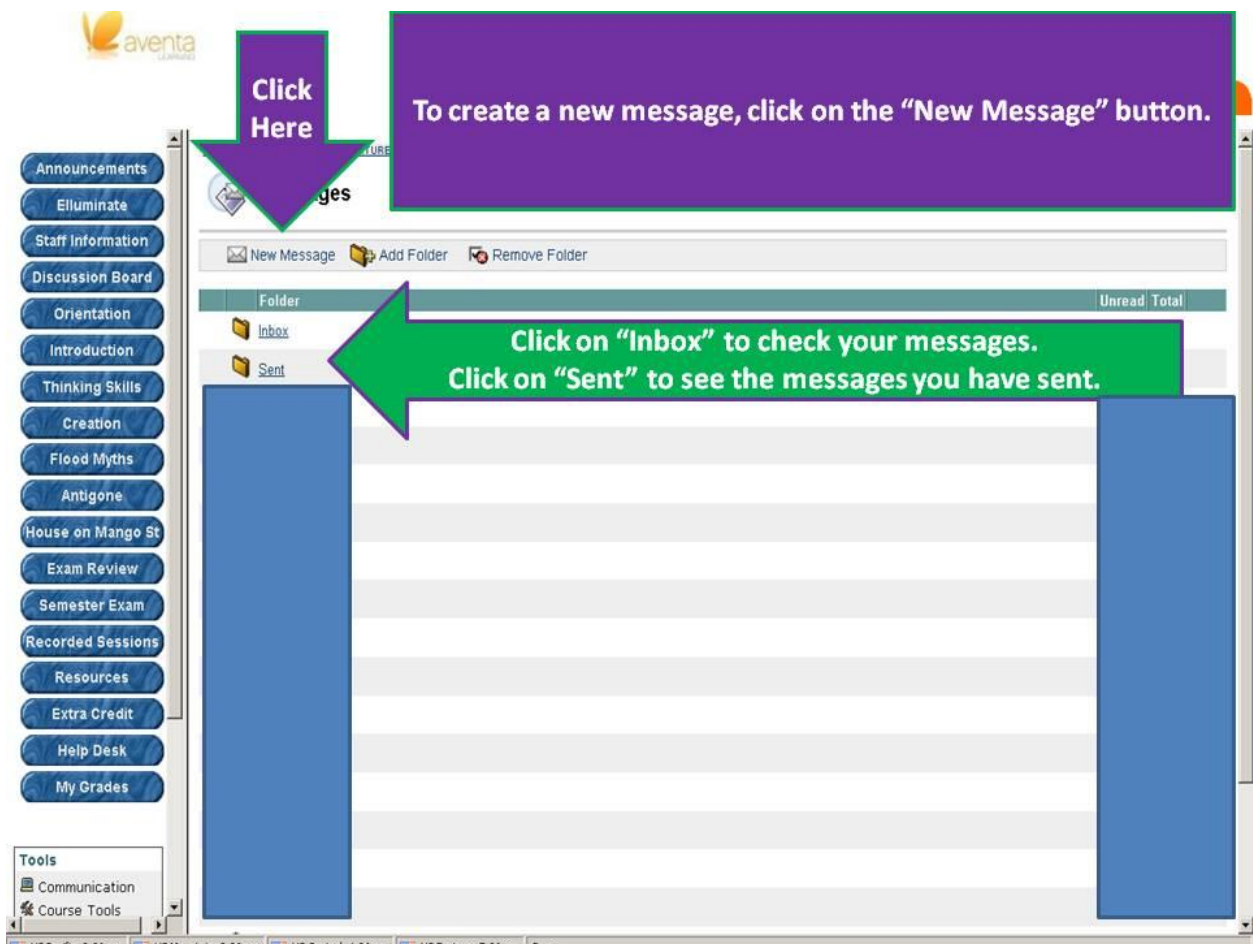 aventa
LEARNING
Click
Here
To create a new message, click on the “New Message” button.
Announcements
Elluminate
Staff Information
Discussion Board
Orientation
Introduction
Thinking Skills
Creation
Flood Myths
Antigone
House on Mango St
Exam Review
Semester Exam
Recorded Sessions
Resources
Extra Credit
Help Desk
My Grades
Tools
Communication
Course Tools
New Message Add Folder Remove Folder
Folder Unread Total
Inbox
Sent
Click on “Inbox” to check your messages.
Click on “Sent” to see the messages you have sent.